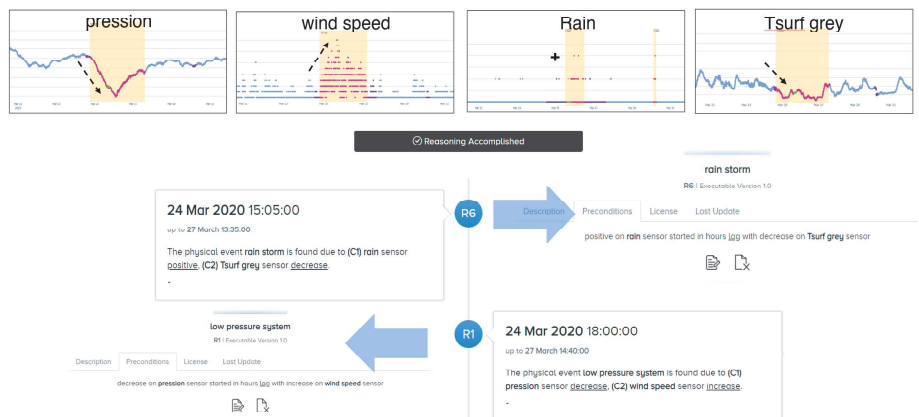 pression
wind speed
Rain
Tsurf grey
Reasoning Accomplished
rain storm
R6 | Executable Version 1.0
Description Preconditions License Last Update
positive on rain sensor started in hours lag with decrease on Tsurf grey sensor
24 Mar 2020 15:05:00
up to 27 March 13:35:00
The physical event rain storm is found due to (C1) rain sensor
positive, (C2) Tsurf grey sensor decrease.
-
R6
low pressure system
R1 | Executable Version 1.0
Description Preconditions License Last Update
decrease on pression sensor started in hours lag with increase on wind speed sensor
R1
24 Mar 2020 18:00:00
up to 27 March 14:40:00
The physical event low pressure system is found due to (C1)
pression sensor decrease, (C2) wind speed sensor increase.
-